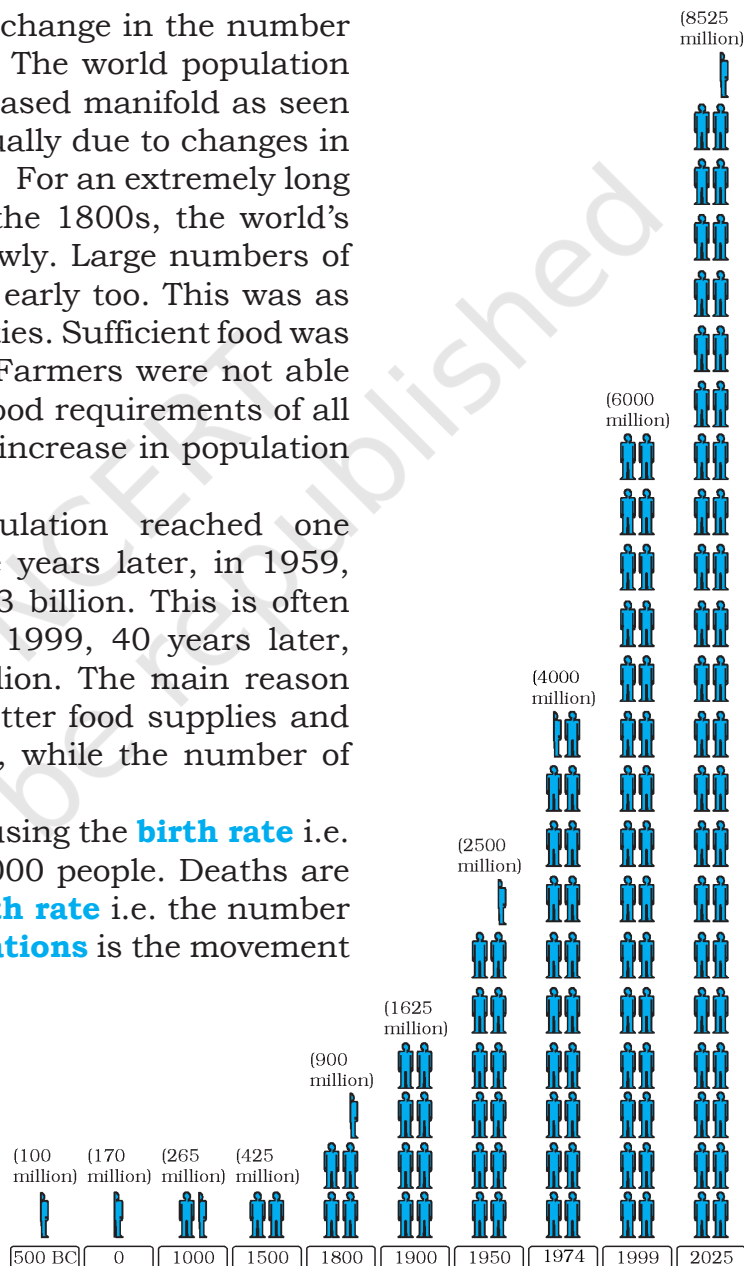 change in the number
The world population
ased manifold as seen
ually due to changes in
For an extremely long
the 1800s, the world's
wly. Large numbers of
early too. This was as
ties. Sufficient food was
Farmers were not able
ood requirements of all
increase in population
pulation reached one
e years later, in 1959,
3 billion. This is often
1999, 40 years later,
lion. The main reason
tter food supplies and
, while the number of
using the birth rate i.e.
000 people. Deaths are
th rate i.e. the number
ations is the movement
(8525
million)
(6000
million)
(4000
million)
(2500
million)
(1625
million)
(900
million)
(100 (170 (265 (425
million) million) million) million)
500 BC 0 1000 1500 1800 1900 1950 1974 1999 2025
NCERT
be republished